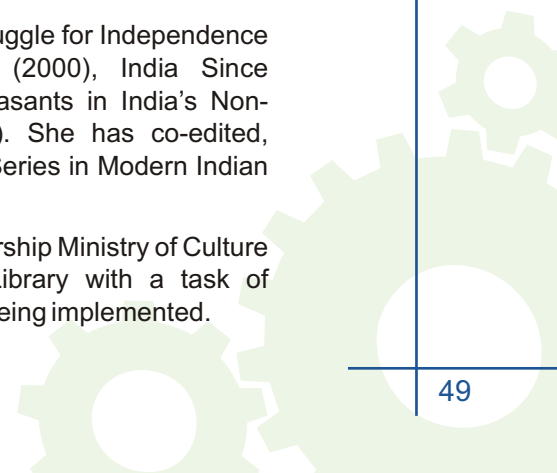 uggle for Independence
(2000), India Since
asants in India's Non-
). She has co-edited,
Series in Modern Indian
rship Ministry of Culture
ibrary with a task of
eing implemented.
49